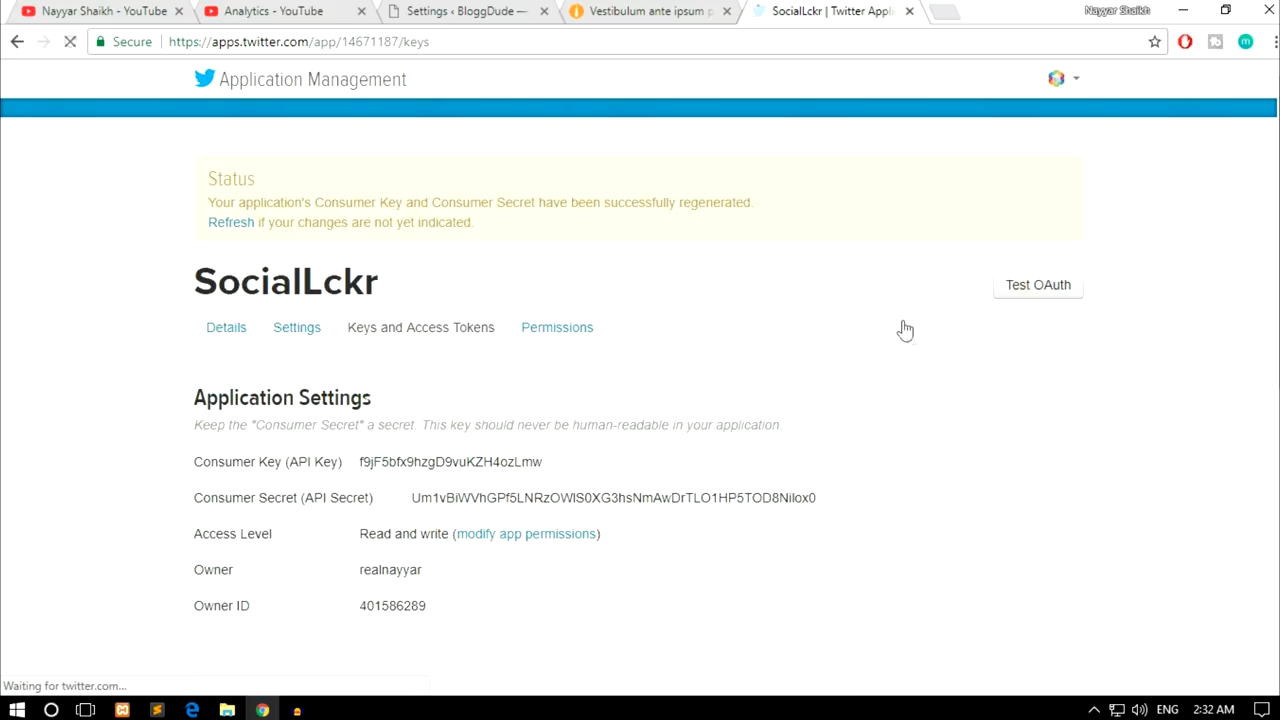 Nayyar Shaikh - YouTube
Analytics - YouTube
Settings ‹ BloggDude —
Vestibulum ante ipsum p
SocialLckr | Twitter Appli
Nayyar Shaikh
Secure
https://apps.twitter.com/app/14671187/keys
Application Management
Status
Your application's Consumer Key and Consumer Secret have been successfully regenerated.
Refresh if your changes are not yet indicated.
SocialLckr
Test OAuth
Details
Settings
Keys and Access Tokens
Permissions
Application Settings
Keep the "Consumer Secret" a secret. This key should never be human-readable in your application.
Consumer Key (API Key) f9jF5bfx9hzgD9vuKZH4ozLmw
Consumer Secret (API Secret)
Access Level Read and write (modify app permissions)
Owner realnayyar
Owner ID 401586289
Waiting for twitter.com...
ENG
2:32 AM